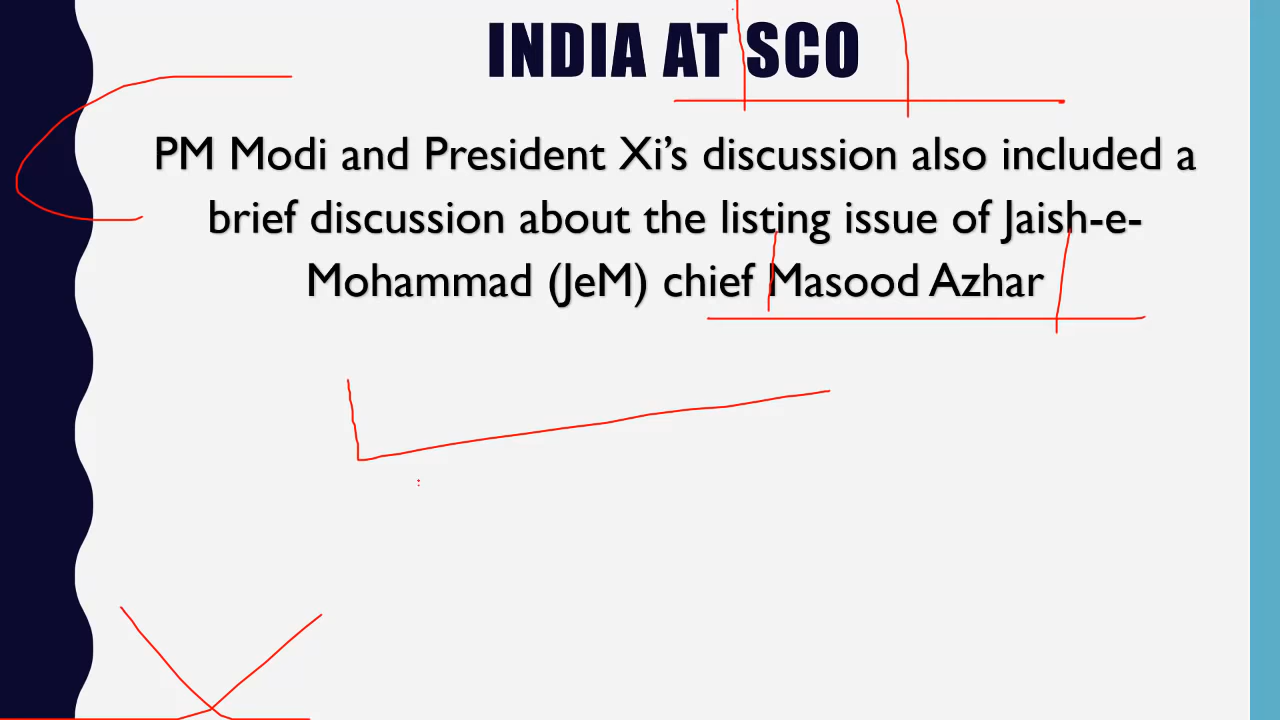 INDIA AT SCO
PM Modi and President Xi’s discussion also included a
brief discussion about the listing issue of Jaish-e-
Mohammad (JeM) chief Masood Azhar